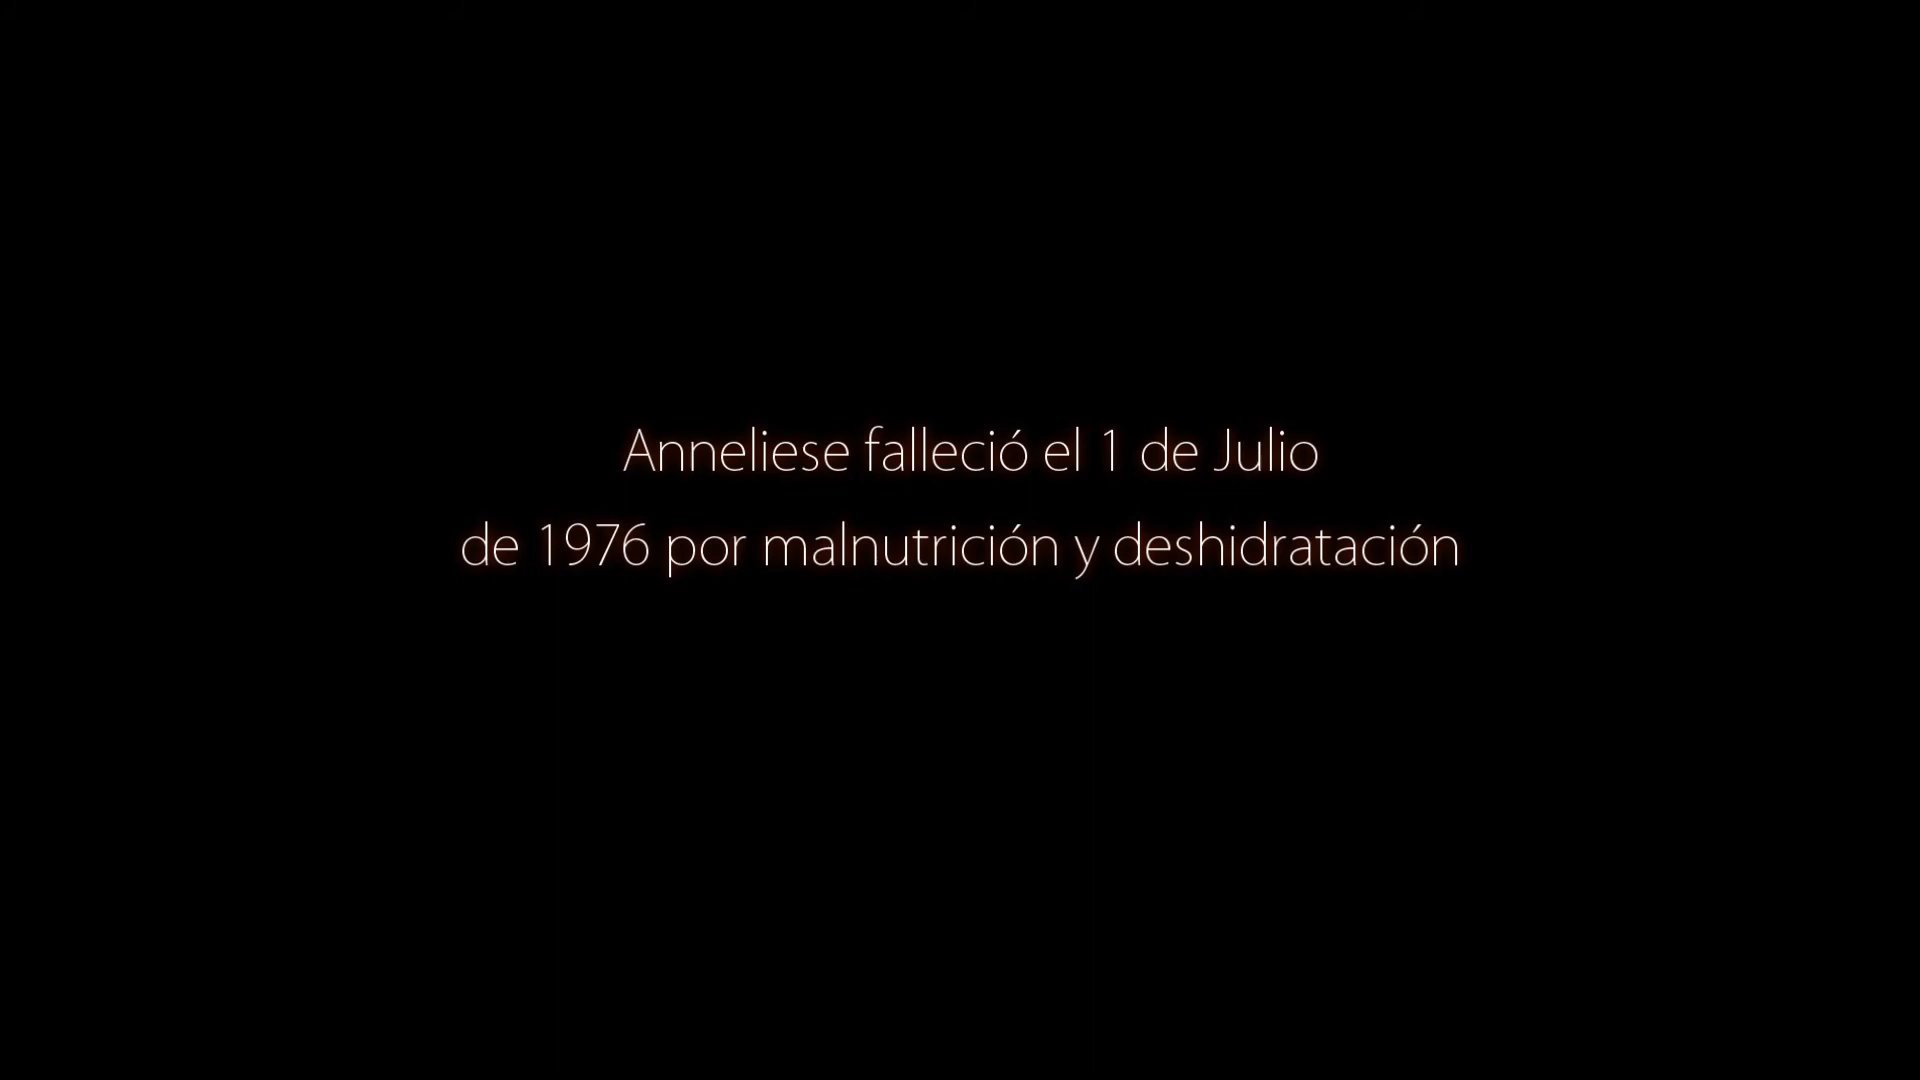 Anneliese falleció el 1 de Julio
de 1976 por malnutrición y deshidratación